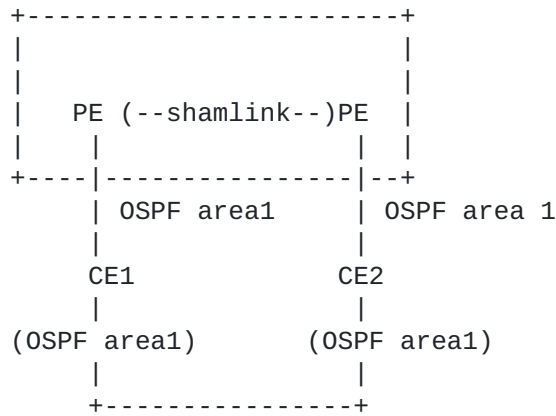 PE (--shamlink--)PE
OSPF area1 OSPF area 1
CE1 CE2
(OSPF area1) (OSPF area1)